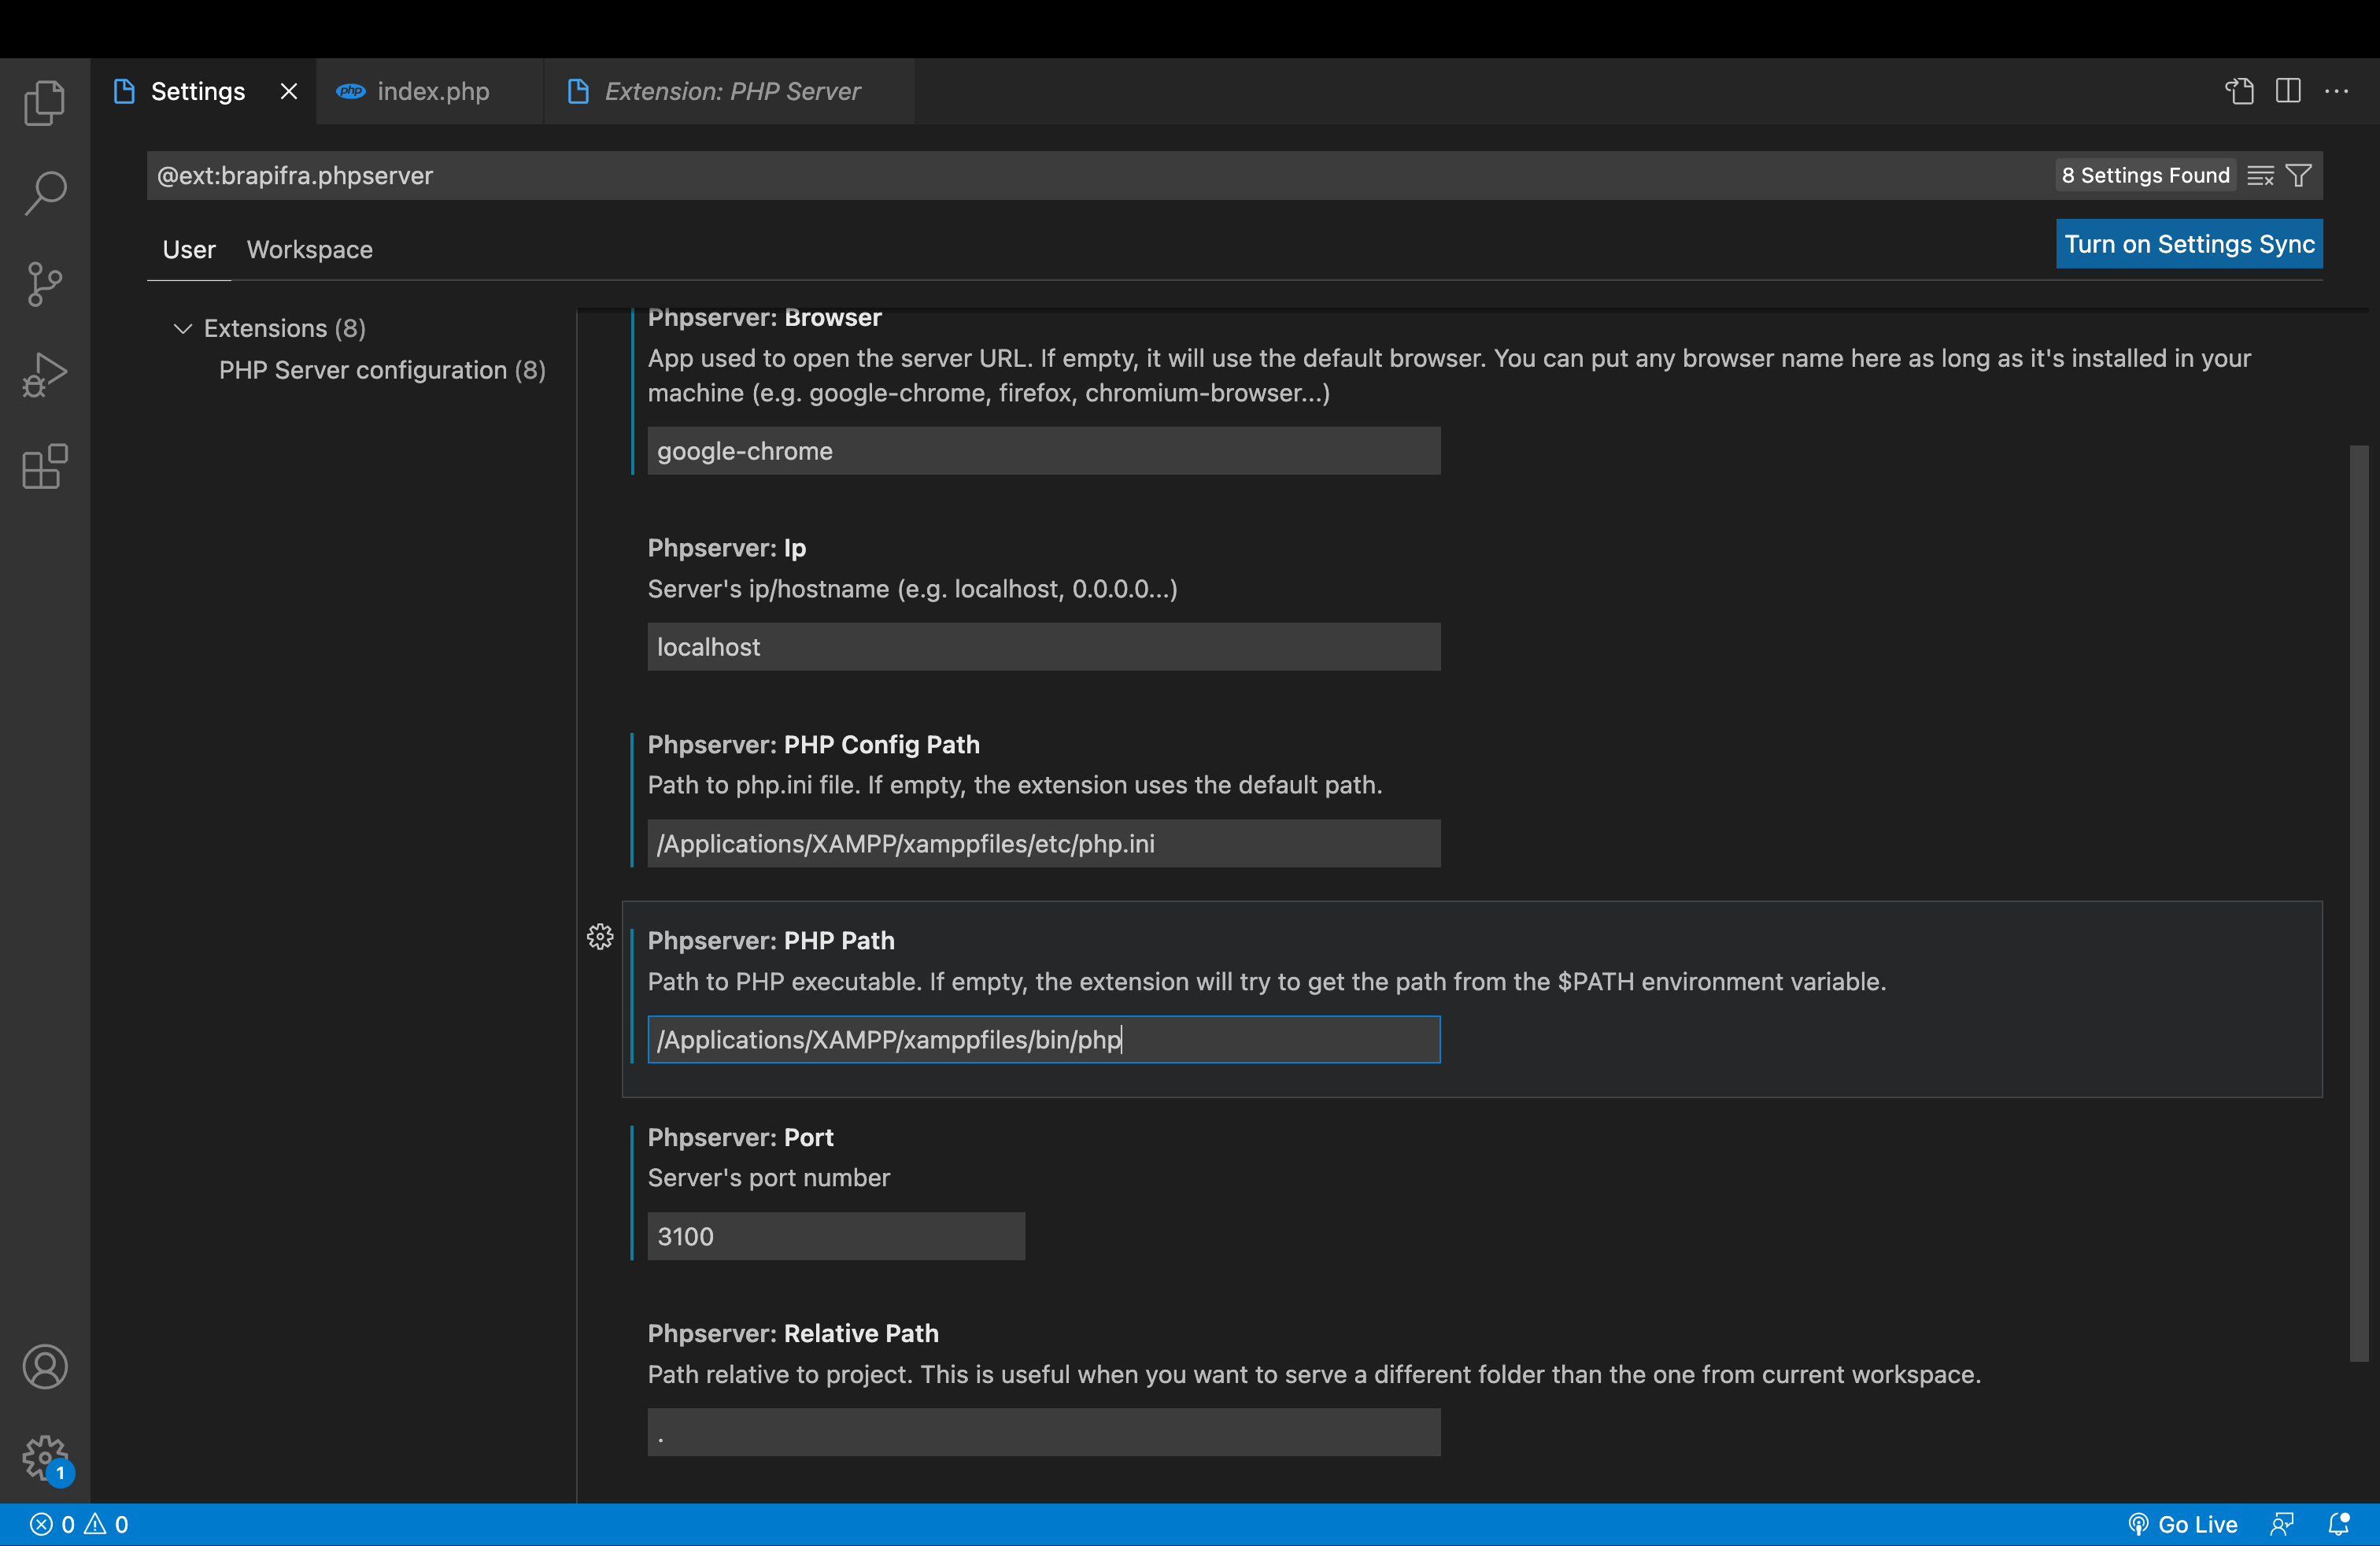 Settings
php index.php
Extension: PHP Server
@ext:brapifra.phpserver
8 Settings Found
User Workspace
Turn on Settings Sync
Extensions (8)
PHP Server configuration (8)
Phpserver: Browser
App used to open the server URL. If empty, it will use the default browser. You can put any browser name here as long as it's installed in your
machine (e.g. google-chrome, firefox, chromium-browser...)
google-chrome
Phpserver: Ip
Server's ip/hostname (e.g. localhost, 0.0.0.0...)
localhost
Phpserver: PHP Config Path
Path to php.ini file. If empty, the extension uses the default path.
/Applications/XAMPP/xamppfiles/etc/php.ini
Phpserver: PHP Path
Path to PHP executable. If empty, the extension will try to get the path from the $PATH environment variable.
/Applications/XAMPP/xamppfiles/bin/php
Phpserver: Port
Server's port number
3100
Phpserver: Relative Path
Path relative to project. This is useful when you want to serve a different folder than the one from current workspace.
.
1
0 0
Go Live